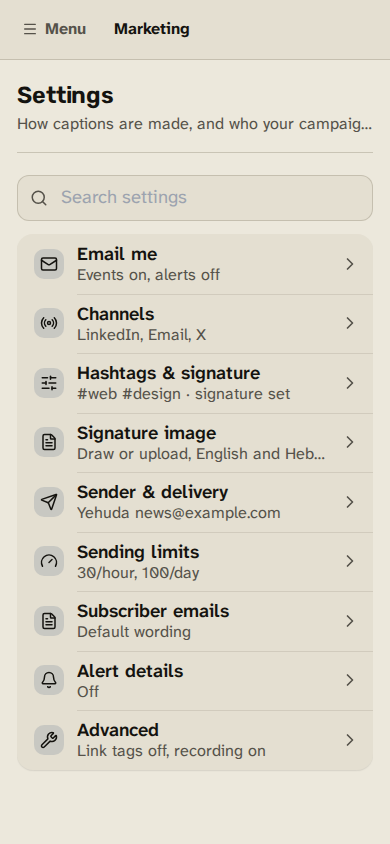 Menu Marketing
Settings
How captions are made, and who your campaig...
Search settings
Email me
Events on, alerts off
Channels
LinkedIn, Email, X
Hashtags & signature
#web #design · signature set
Signature image
Draw or upload, English and Heb...
Sender & delivery
Yehuda news@example.com
Sending limits
30/hour, 100/day
Subscriber emails
Default wording
Alert details
Off
Advanced
Link tags off, recording on